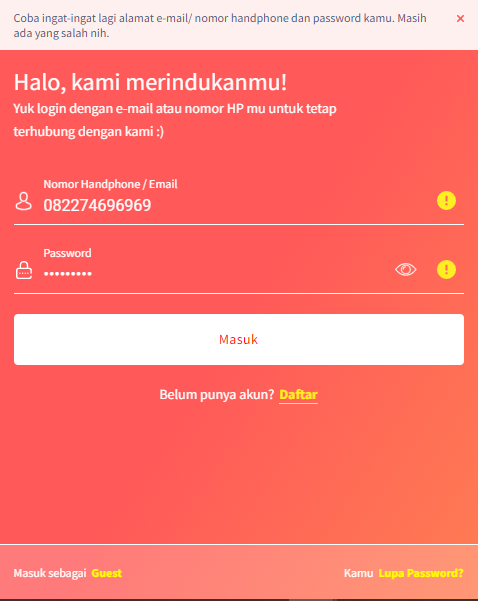 Coba ingat-ingat lagi alamat e-mail/ nomor handphone dan password kamu. Masih
ada yang salah nih.
Halo, kami merindukanmu!
Yuk login dengan e-mail atau nomor HP mu untuk tetap
terhubung dengan kami :)
Nomor Handphone / Email
082274696969
Password
•••••••••
Masuk
Belum punya akun? Daftar
Masuk sebagai Guest
Kamu Lupa Password?